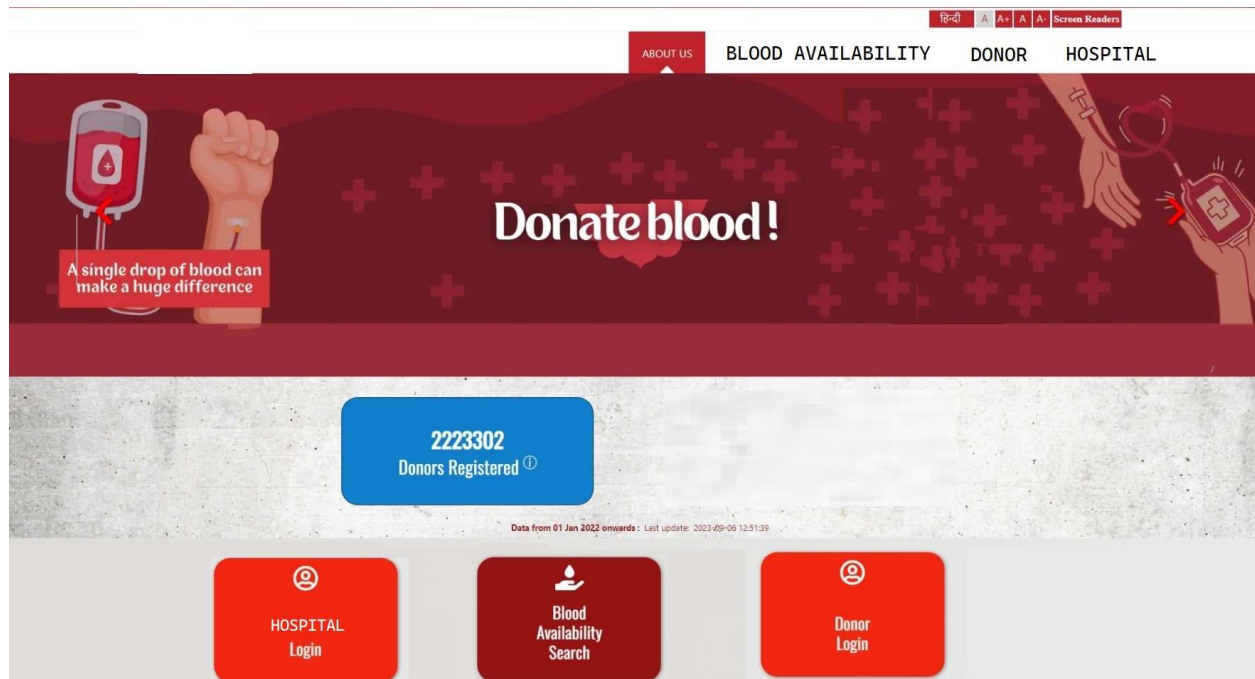 हिन्दी A A+ A A- Screen Readers
ABOUT US BLOOD AVAILABILITY DONOR HOSPITAL
Donate blood!
A single drop of blood can
make a huge difference
2223302
Donors Registered ⓘ
Data from 01 Jan 2022 onwards : Last update: 2023-09-06 12:51:39
HOSPITAL
Login
Blood
Availability
Search
Donor
Login